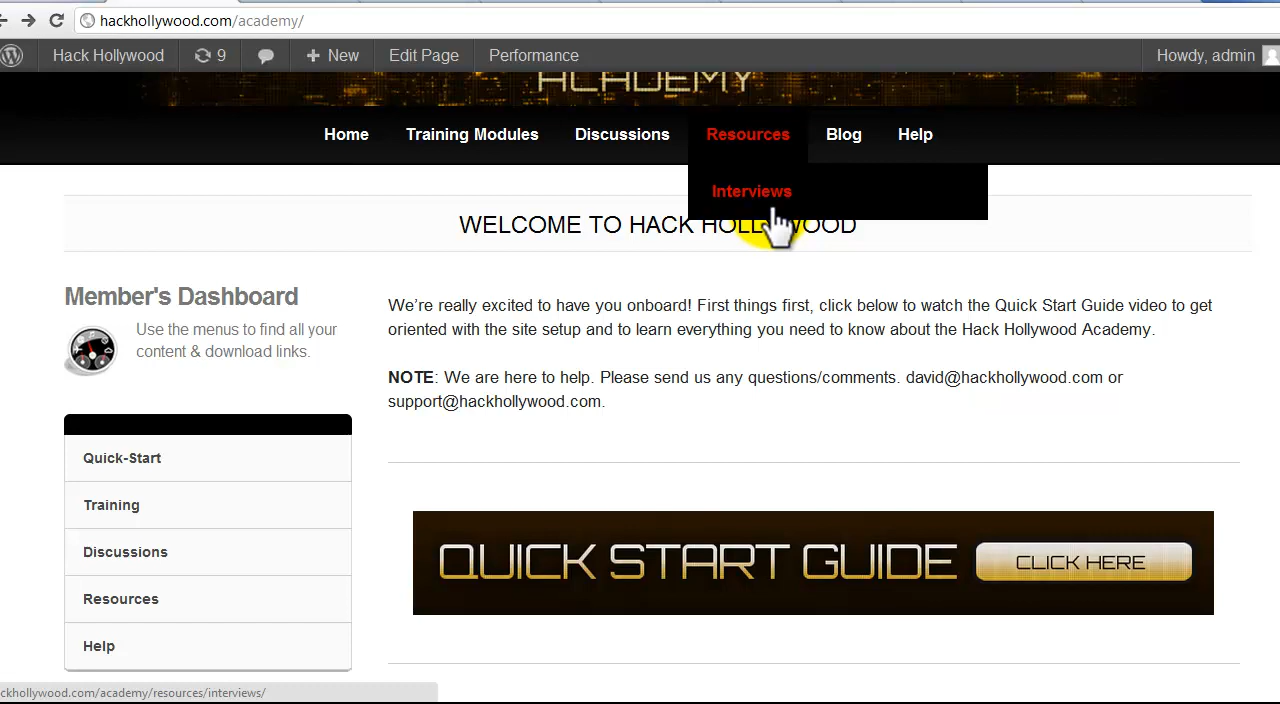 hackhollywood.com/academy/
Hack Hollywood 9 New Edit Page Performance Howdy, admin
ACADEMY
Home Training Modules Discussions Resources Blog Help
Interviews
WELCOME TO HACK HOLLYWOOD
Member's Dashboard
Use the menus to find all your
content & download links.
We're really excited to have you onboard! First things first, click below to watch the Quick Start Guide video to get
oriented with the site setup and to learn everything you need to know about the Hack Hollywood Academy.
NOTE: We are here to help. Please send us any questions/comments. david@hackhollywood.com or
support@hackhollywood.com.
Quick-Start
Training
Discussions
Resources
Help
QUICK START GUIDE CLICK HERE
ckhollywood.com/academy/resources/interviews/